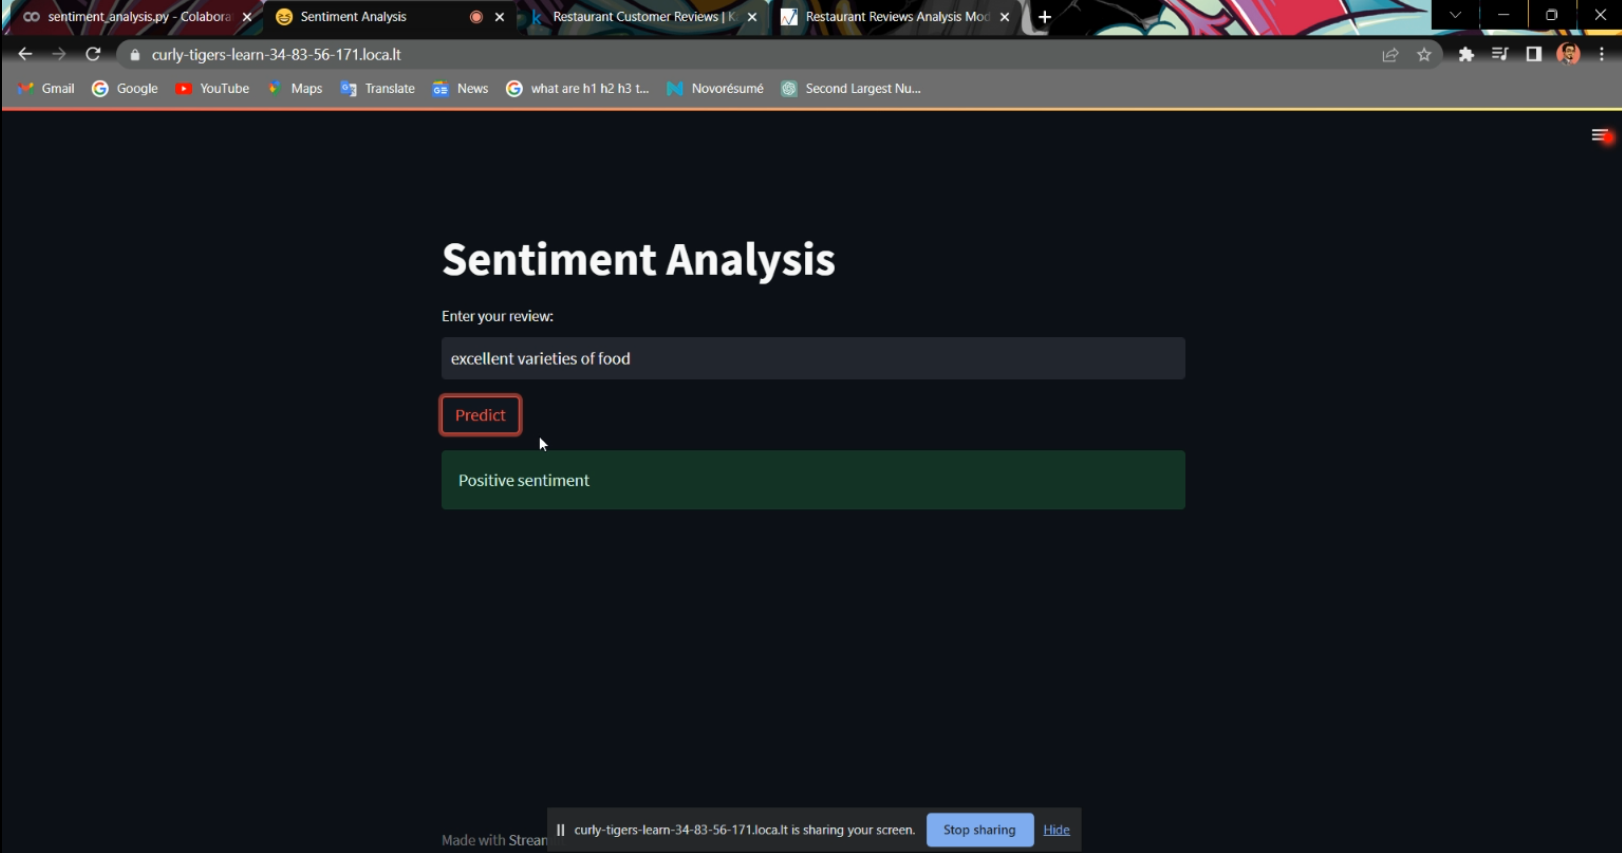 sentiment_analysis.py - Colabora
Sentiment Analysis
Restaurant Customer Reviews | K
Restaurant Reviews Analysis Mod
curly-tigers-learn-34-83-56-171.loca.lt
Gmail
Google
YouTube
Maps
Translate
News
what are h1 h2 h3 t...
Novorésumé
Second Largest Nu...
Sentiment Analysis
Enter your review:
excellent varieties of food
Predict
Positive sentiment
Made with Stream
curly-tigers-learn-34-83-56-171.loca.lt is sharing your screen.
Stop sharing
Hide